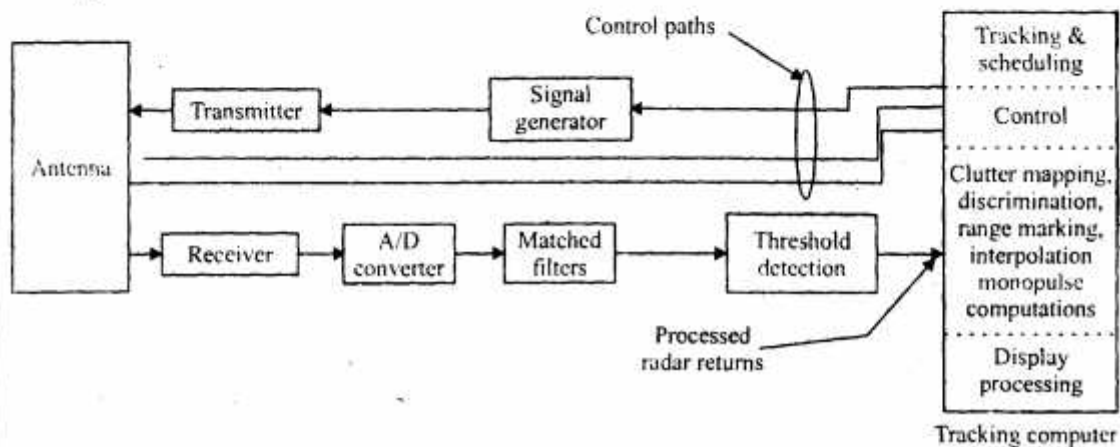 Control paths
Tracking &
scheduling
Signal
generator
Transmitter
Control
Antenna
Clutter mapping,
discrimination,
range marking,
interpolation
monopulse
computations
Receiver
A/D
converter
Matched
filters
Threshold
detection
Processed
radar returns
Display
processing
Tracking computer